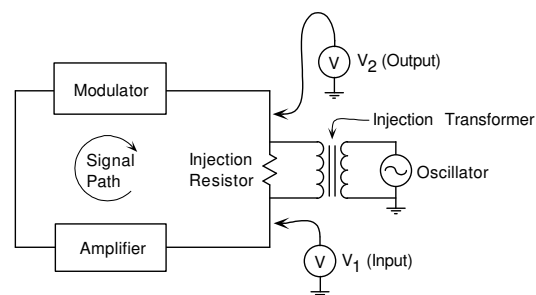 V2 (Output)
V
Modulator
Injection Transformer
Signal
Path
Injection
Resistor
Oscillator
Amplifier
V
V1 (Input)